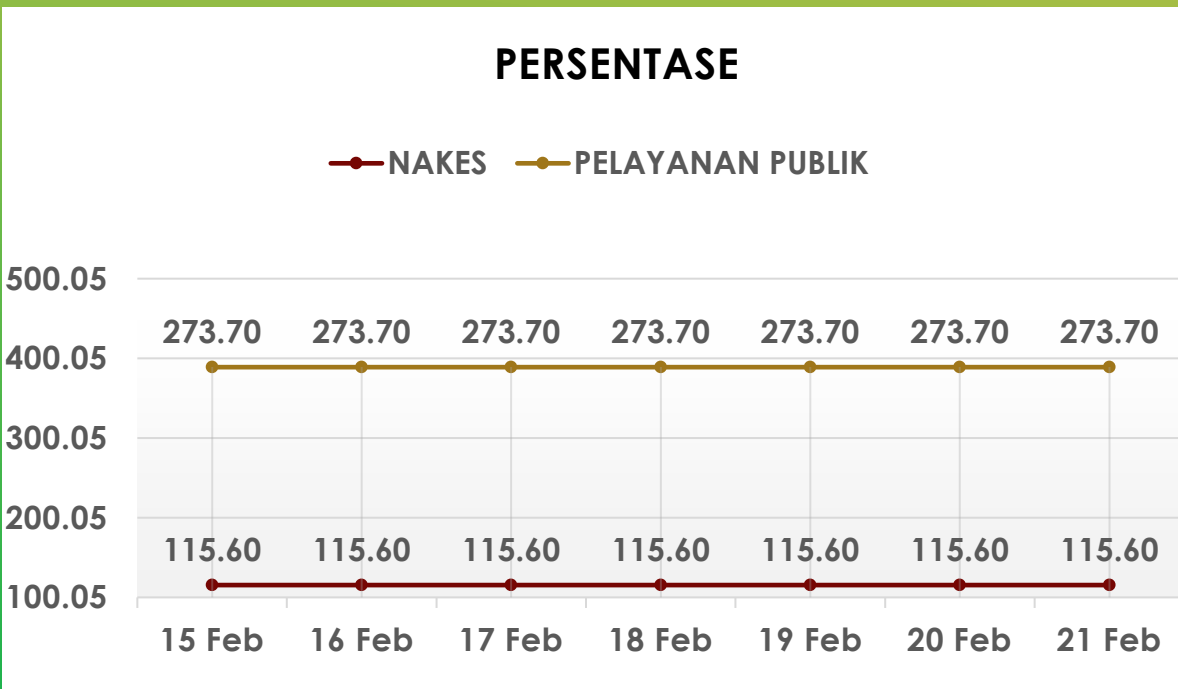 PERSENTASE
NAKES PELAYANAN PUBLIK
500.05
273.70 273.70 273.70 273.70 273.70 273.70 273.70
400.05
300.05
200.05
115.60 115.60 115.60 115.60 115.60 115.60 115.60
100.05
15 Feb 16 Feb 17 Feb 18 Feb 19 Feb 20 Feb 21 Feb